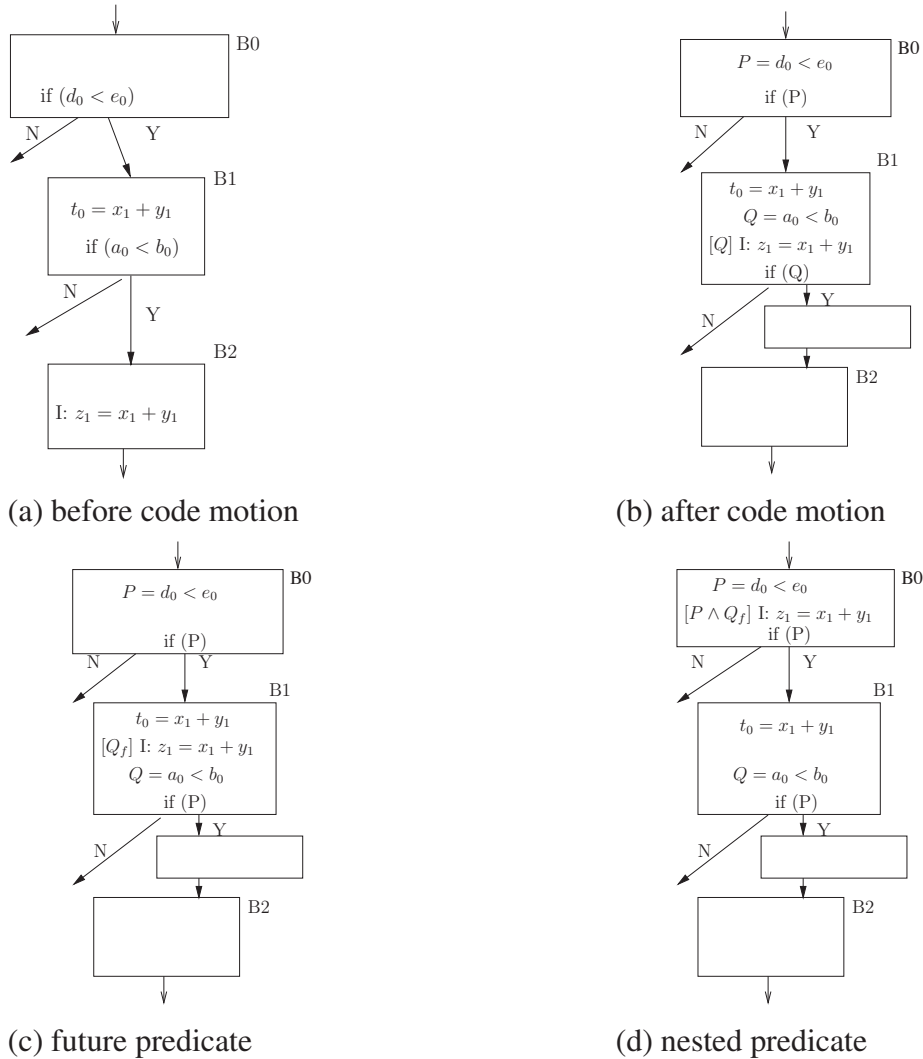 B0
if (d₀ < e₀)
N Y
B1
t₀ = x₁ + y₁
if (a₀ < b₀)
N
Y
B2
I: z₁ = x₁ + y₁
(a) before code motion
B0
P = d₀ < e₀
if (P)
N Y
B1
t₀ = x₁ + y₁
Q = a₀ < b₀
[Q] I: z₁ = x₁ + y₁
if (Q)
Y
N
B2
(b) after code motion
B0
P = d₀ < e₀
if (P)
N Y
B1
t₀ = x₁ + y₁
[Q_f] I: z₁ = x₁ + y₁
Q = a₀ < b₀
if (P)
Y
N
B2
(c) future predicate
B0
P = d₀ < e₀
[P ∧ Q_f] I: z₁ = x₁ + y₁
if (P)
N Y
B1
t₀ = x₁ + y₁
Q = a₀ < b₀
if (P)
Y
N
B2
(d) nested predicate